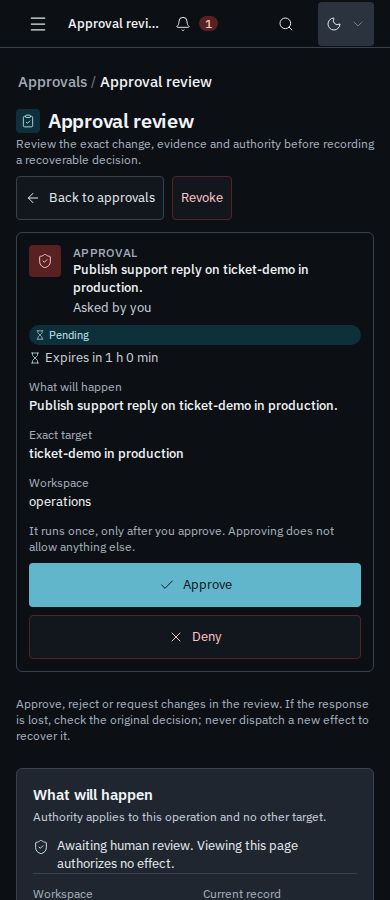 Approval revi... 1
Approvals / Approval review
Approval review
Review the exact change, evidence and authority before recording
a recoverable decision.
Back to approvals Revoke
APPROVAL
Publish support reply on ticket-demo in
production.
Asked by you
Pending
Expires in 1 h 0 min
What will happen
Publish support reply on ticket-demo in production.
Exact target
ticket-demo in production
Workspace
operations
It runs once, only after you approve. Approving does not
allow anything else.
Approve
Deny
Approve, reject or request changes in the review. If the response
is lost, check the original decision; never dispatch a new effect to
recover it.
What will happen
Authority applies to this operation and no other target.
Awaiting human review. Viewing this page
authorizes no effect.
Workspace Current record